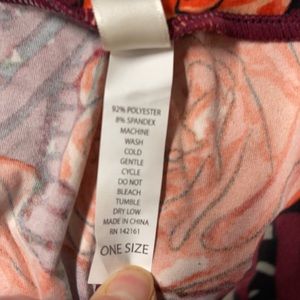 92% POLYESTER
8% SPANDEX
MACHINE
WASH
COLD
GENTLE
CYCLE
DO NOT
BLEACH
TUMBLE
DRY LOW
MADE IN CHINA
RN 142161
ONE SIZE